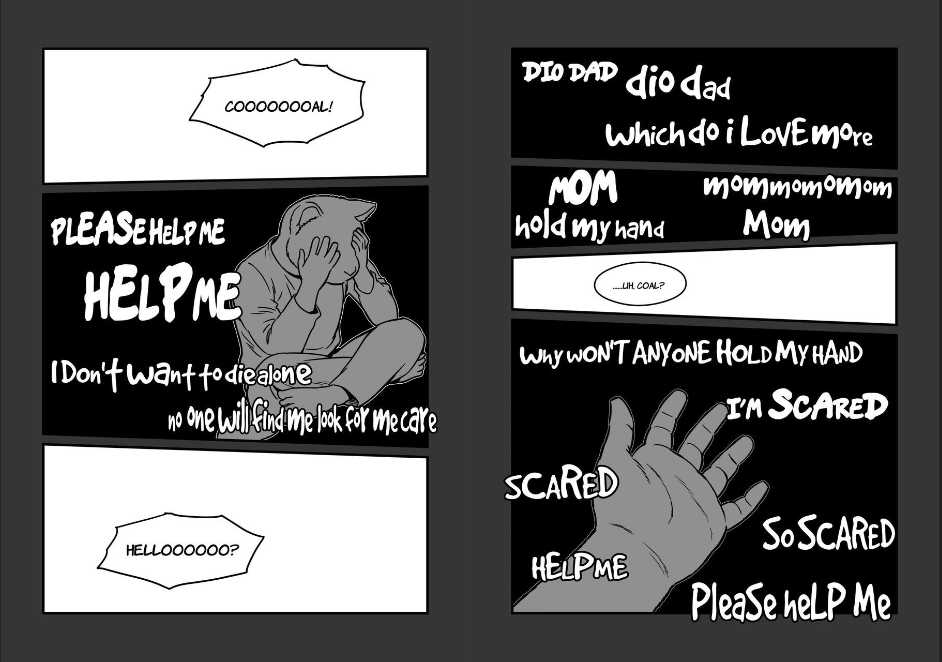 COOOOOOOAL!
PLEASE HELP ME
HELP ME
I DON'T WANT to die alone
no one will find me look for me care
HELLOOOOOO?
DIO DAD dio dad
which do i LOVE more
MOM mommomomom
hold my hand Mom
.....UH. COAL?
Why WON'T ANYONE HOLD MY HAND
I'M SCARED
SCARED
SO SCARED
HELP ME
Please HELP Me